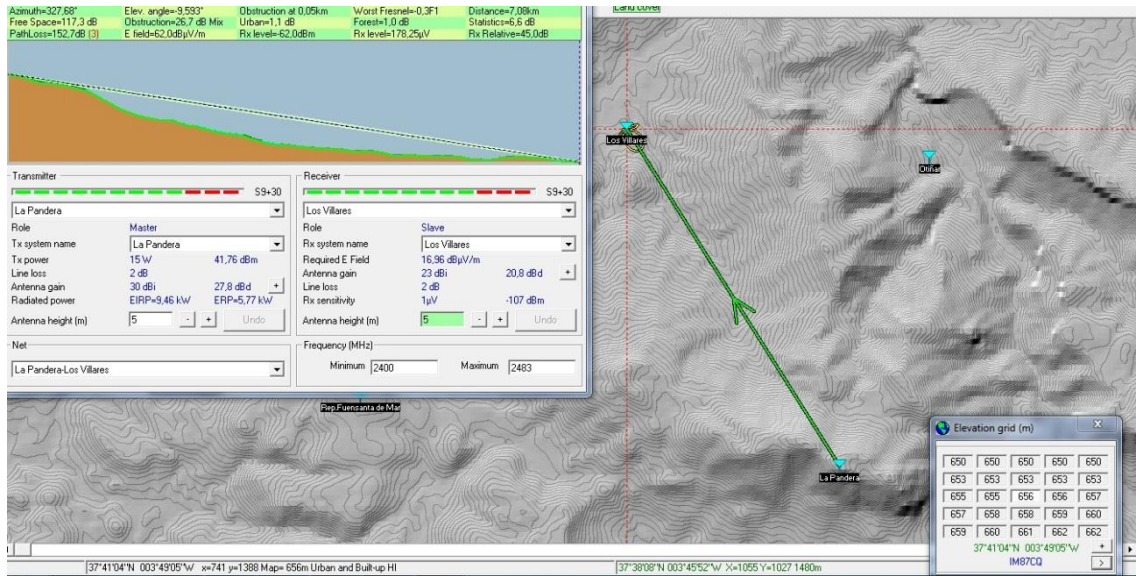 Azimuth=327,68° Elev. angle=-9,593° Obstruction at 0,05km Worst Fresnel=-0,3F1 Distance=7,08km
Free Space=117,3 dB Obstruction=26,7 dB Mix Urban=1,1 dB Forest=1,0 dB Statistics=6,6 dB
PathLoss=152,7dB (3) E field=62,0dBµV/m Rx level=-62,0dBm Rx level=178,25µV Rx Relative=45,0dB
Transmitter
S9+30
La Pandera
Role Master
Tx system name La Pandera
Tx power 15 W 41,76 dBm
Line loss 2 dB
Antenna gain 30 dBi 27,8 dBd +
Radiated power EIRP=9,46 kW ERP=5,77 kW
Antenna height (m) 5 - + Undo
Net
La Pandera-Los Villares
Receiver
S9+30
Los Villares
Role Slave
Rx system name Los Villares
Required E Field 16,96 dBµV/m
Antenna gain 23 dBi 20,8 dBd +
Line loss 2 dB
Rx sensitivity 1µV -107 dBm
Antenna height (m) 5 - + Undo
Frequency (MHz)
Minimum 2400 Maximum 2483
Land cover
Los Villares
Otiñar
Rep.Fuensanta de Mar
La Pandera
Elevation grid (m) x
650 650 650 650 650
653 653 653 653 653
655 655 656 656 657
657 658 658 659 660
659 660 661 662 662
37°41'04"N 003°49'05"W +
IM87CQ >
37°41'04"N 003°49'05"W x=741 y=1388 Map= 656m Urban and Built-up HI
37°38'08"N 003°45'52"W X=1055 Y=1027 1480m